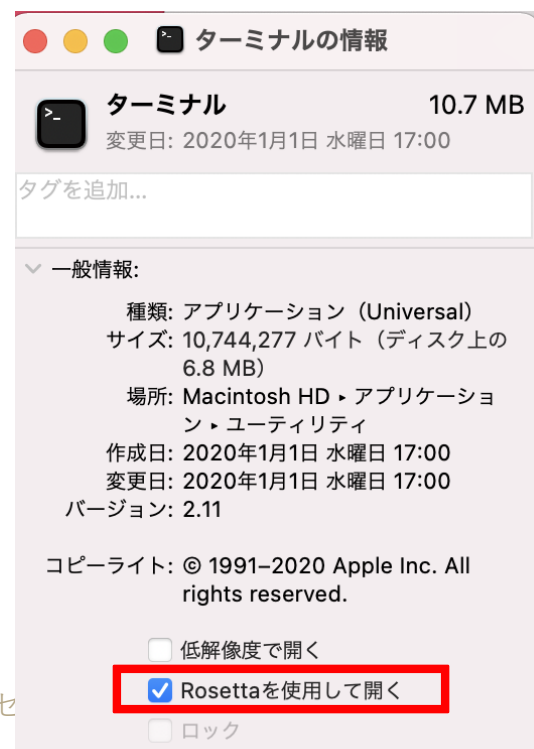 ターミナルの情報
ターミナル 10.7 MB
変更日: 2020年1月1日 水曜日 17:00
タグを追加...
一般情報:
種類: アプリケーション（Universal）
サイズ: 10,744,277 バイト（ディスク上の
6.8 MB）
場所: Macintosh HD ▸ アプリケーショ
ン ▸ ユーティリティ
作成日: 2020年1月1日 水曜日 17:00
変更日: 2020年1月1日 水曜日 17:00
バージョン: 2.11
コピーライト: © 1991–2020 Apple Inc. All
rights reserved.
低解像度で開く
Rosettaを使用して開く
セ
ロック